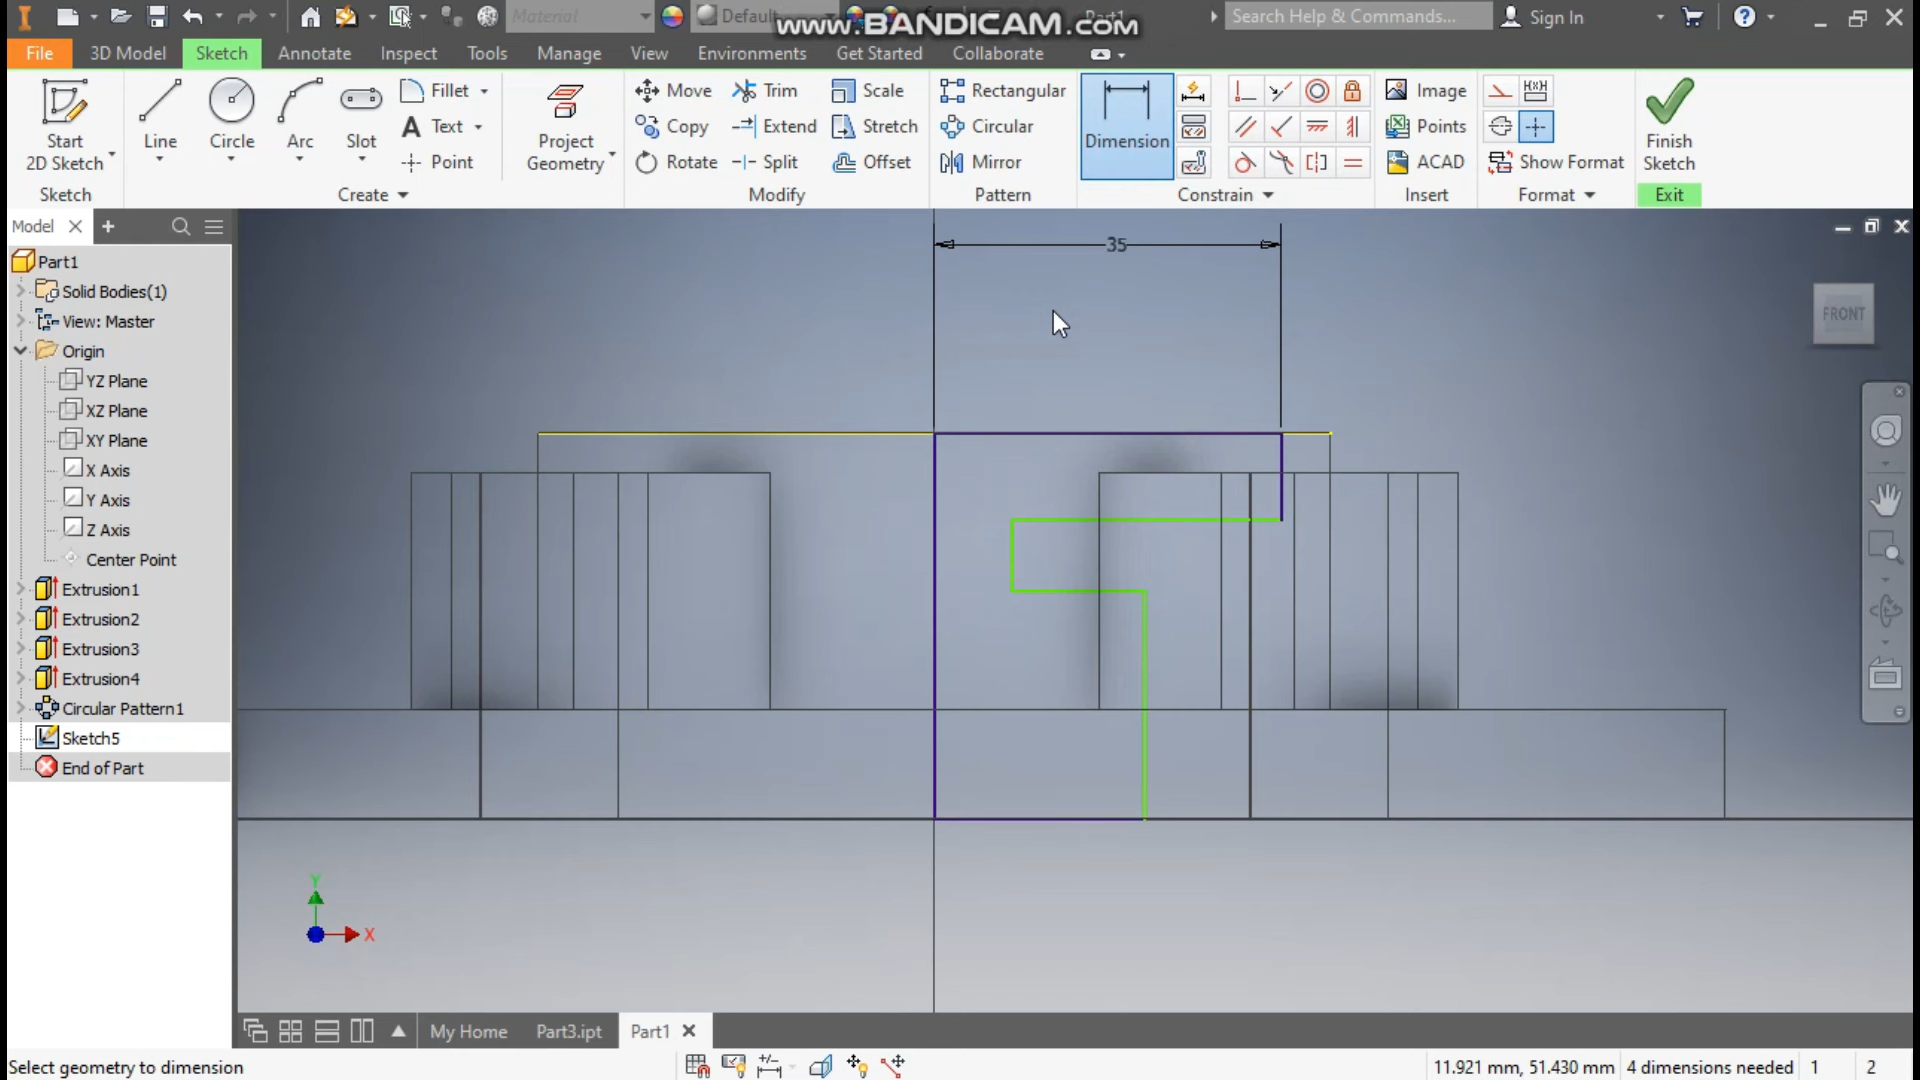 Material
Default
www.BANDICAM.com
Part1
Search Help & Commands...
Sign In
File
3D Model
Sketch
Annotate
Inspect
Tools
Manage
View
Environments
Get Started
Collaborate
Start
2D Sketch
Line
Circle
Arc
Slot
Fillet
Text
Point
Project
Geometry
Move
Copy
Rotate
Trim
Extend
Split
Scale
Stretch
Offset
Rectangular
Circular
Mirror
Dimension
Image
Points
ACAD
Show Format
Finish
Sketch
Sketch
Create
Modify
Pattern
Constrain
Insert
Format
Exit
Model
Part1
Solid Bodies(1)
View: Master
Origin
YZ Plane
XZ Plane
XY Plane
X Axis
Y Axis
Z Axis
Center Point
Extrusion1
Extrusion2
Extrusion3
Extrusion4
Circular Pattern1
Sketch5
End of Part
35
FRONT
Y
X
My Home
Part3.ipt
Part1
Select geometry to dimension
11.921 mm, 51.430 mm
4 dimensions needed
1
2